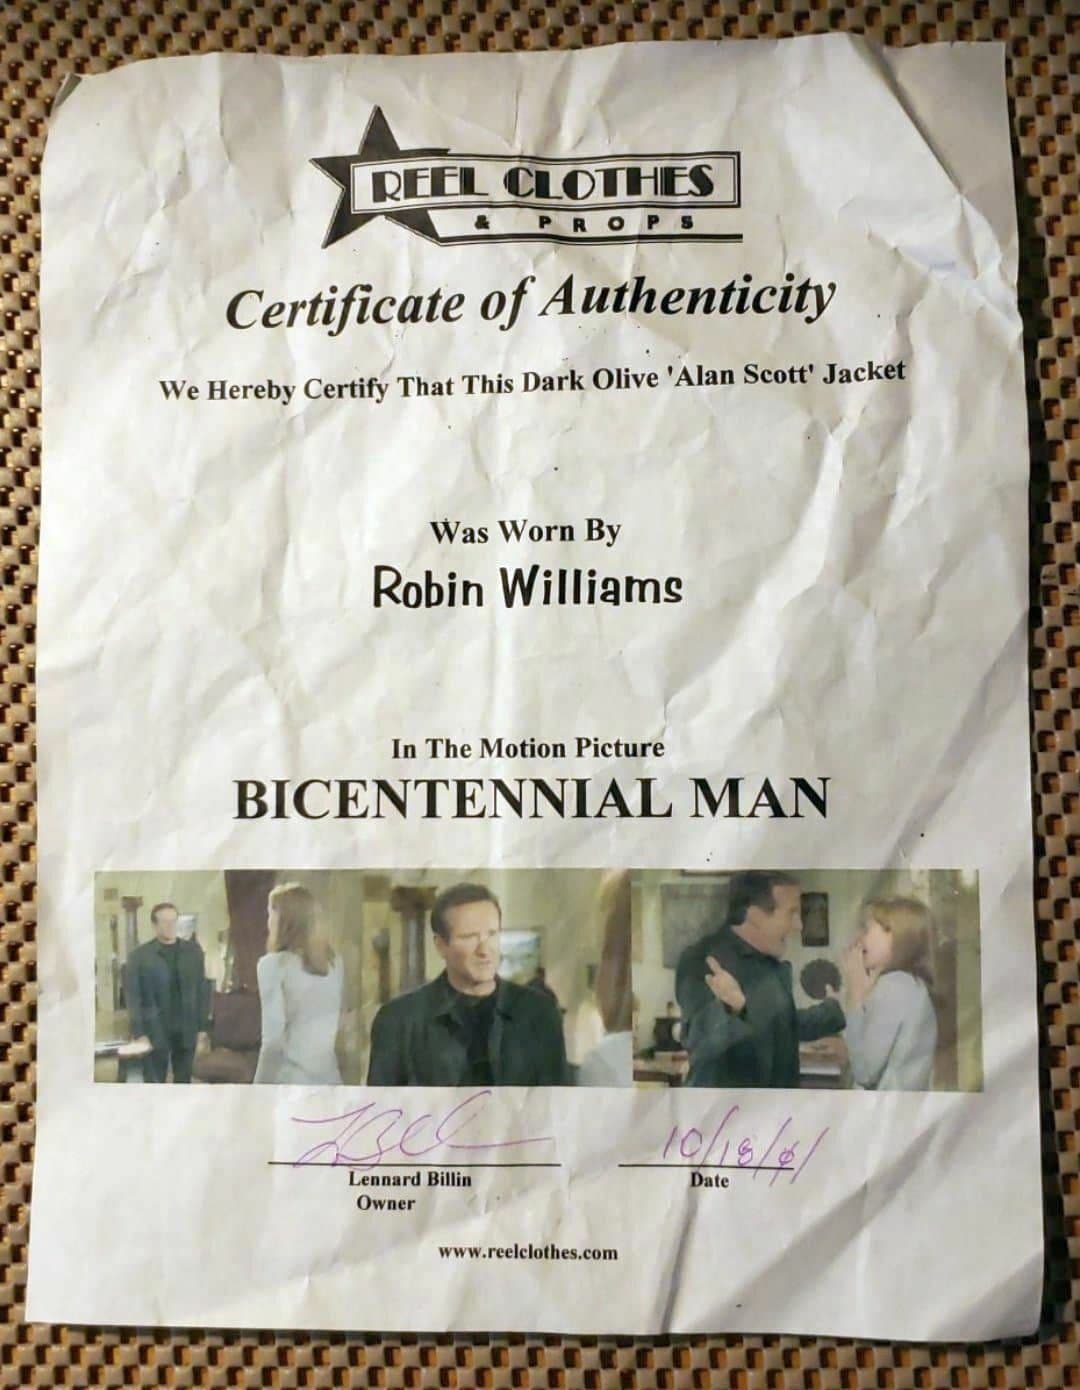 REEL CLOTHES
& PROPS
Certificate of Authenticity
We Hereby Certify That This Dark Olive 'Alan Scott' Jacket
Was Worn By
Robin Williams
In The Motion Picture
BICENTENNIAL MAN
10/18/01
Lennard Billin
Date
Owner
www.reelclothes.com